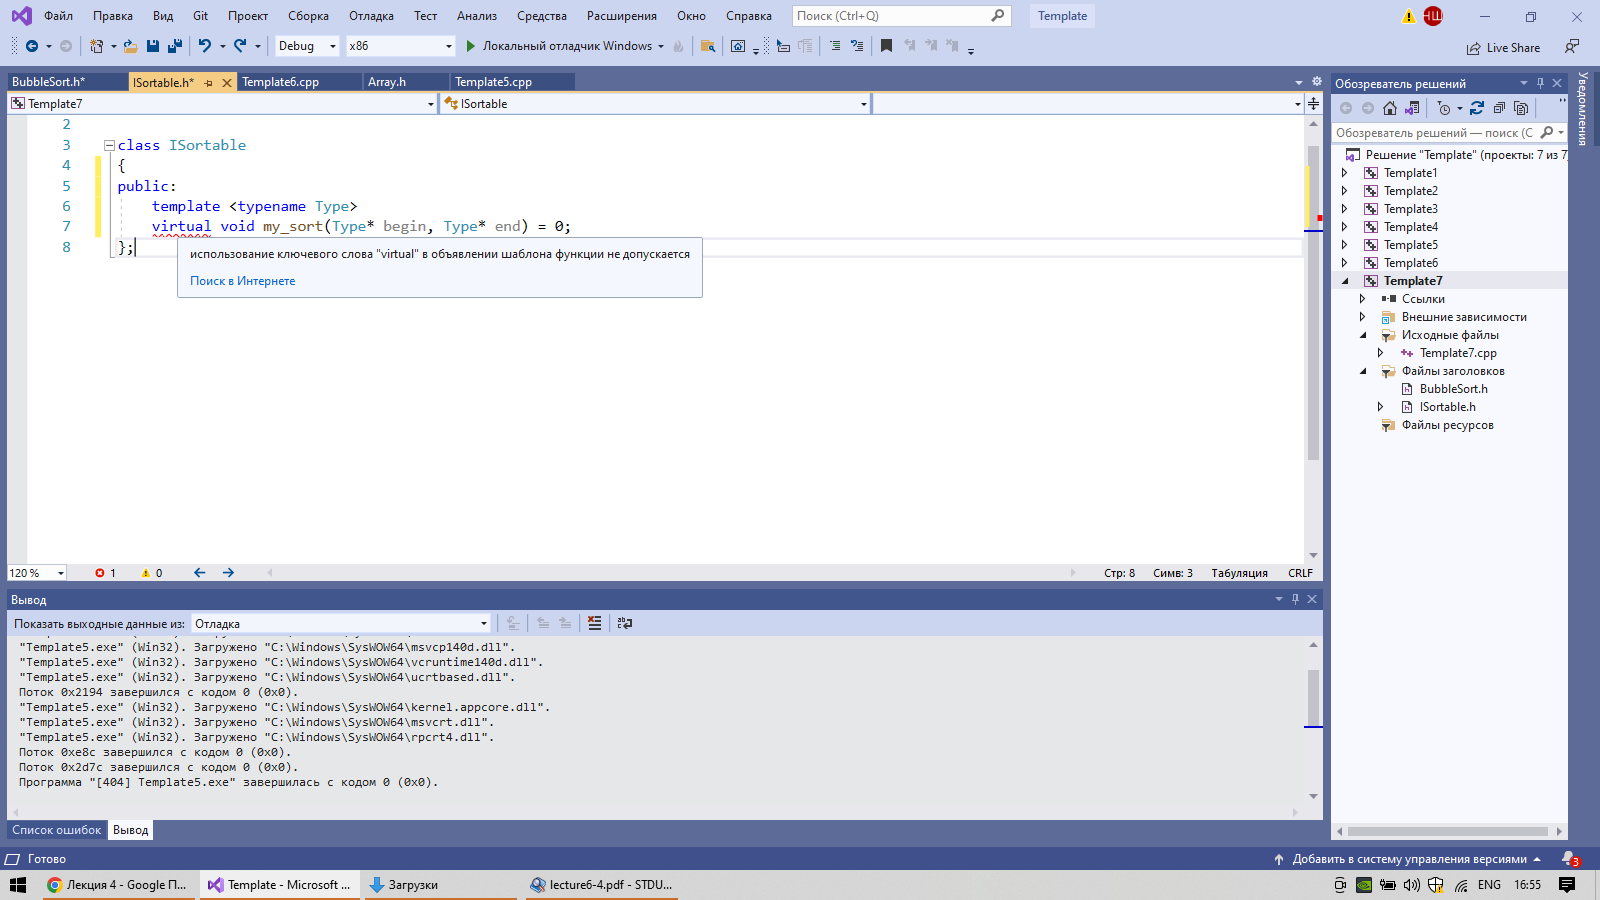 Файл Правка Вид Git Проект Сборка Отладка Тест Анализ Средства Расширения Окно Справка Поиск (Ctrl+Q) Template НШ
Debug x86 Локальный отладчик Windows Live Share
BubbleSort.h* ISortable.h* Template6.cpp Array.h Template5.cpp
Template7 ISortable
2
3 class ISortable
4 {
5 public:
6 template <typename Type>
7 virtual void my_sort(Type* begin, Type* end) = 0;
8 };
использование ключевого слова "virtual" в объявлении шаблона функции не допускается
Поиск в Интернете
120 % 1 0 Стр: 8 Симв: 3 Табуляция CRLF
Вывод
Показать выходные данные из: Отладка
"Template5.exe" (Win32). Загружено "C:\Windows\SysWOW64\msvcp140d.dll".
"Template5.exe" (Win32). Загружено "C:\Windows\SysWOW64\vcruntime140d.dll".
"Template5.exe" (Win32). Загружено "C:\Windows\SysWOW64\ucrtbased.dll".
Поток 0x2194 завершился с кодом 0 (0x0).
"Template5.exe" (Win32). Загружено "C:\Windows\SysWOW64\kernel.appcore.dll".
"Template5.exe" (Win32). Загружено "C:\Windows\SysWOW64\msvcrt.dll".
"Template5.exe" (Win32). Загружено "C:\Windows\SysWOW64\rpcrt4.dll".
Поток 0xe8c завершился с кодом 0 (0x0).
Поток 0x2d7c завершился с кодом 0 (0x0).
Программа "[404] Template5.exe" завершилась с кодом 0 (0x0).
Список ошибок Вывод
Обозреватель решений
Обозреватель решений — поиск (С
Решение "Template" (проекты: 7 из 7
Template1
Template2
Template3
Template4
Template5
Template6
Template7
Ссылки
Внешние зависимости
Исходные файлы
Template7.cpp
Файлы заголовков
BubbleSort.h
ISortable.h
Файлы ресурсов
Уведомления
Готово Добавить в систему управления версиями 3
Лекция 4 - Google П... Template - Microsoft ... Загрузки lecture6-4.pdf - STDU... ENG 16:55